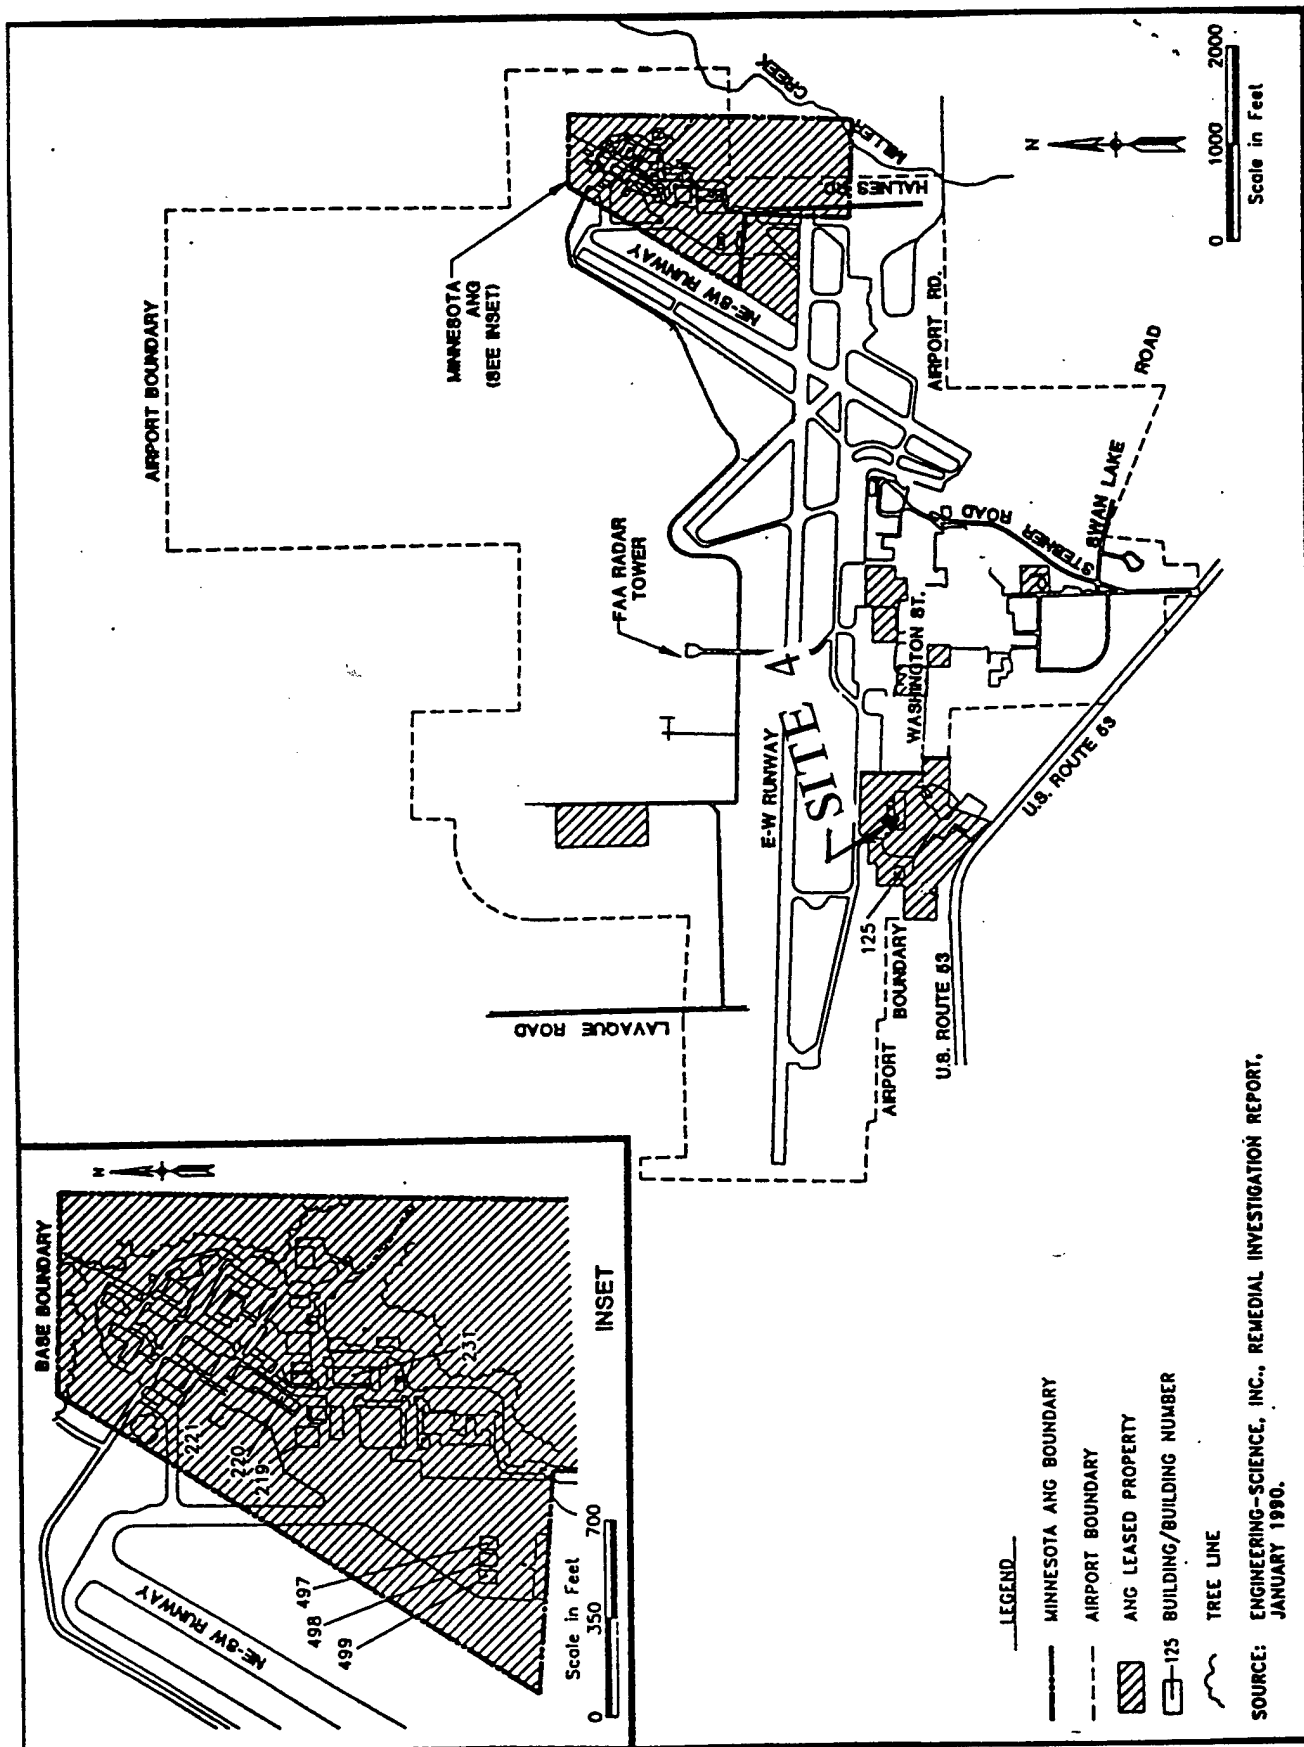 BASE BOUNDARY
N
NE-SW RUNWAY
221
220
219
231
497
498
499
0 350 700
Scale in Feet
INSET
AIRPORT BOUNDARY
MINNESOTA
ANG
(SEE INSET)
FAA RADAR
TOWER
NE-SW RUNWAY
MILLER CREEK
HALNES RD
LAVAQUE ROAD
E-W RUNWAY
SITE 4
125
AIRPORT
BOUNDARY
WASHINGTON ST.
AIRPORT RD.
STEBNER ROAD
SWAN LAKE
ROAD
U.S. ROUTE 53
U.S. ROUTE 53
N
0 1000 2000
Scale in Feet
LEGEND
MINNESOTA ANG BOUNDARY
AIRPORT BOUNDARY
ANG LEASED PROPERTY
125 BUILDING/BUILDING NUMBER
TREE LINE
SOURCE: ENGINEERING-SCIENCE, INC., REMEDIAL INVESTIGATION REPORT,
JANUARY 1990.